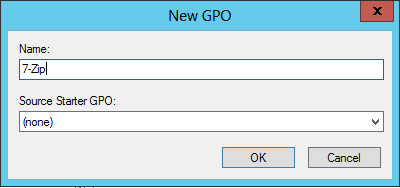 New GPO
x
Name:
7-Zip
Source Starter GPO:
(none)
OK
Cancel